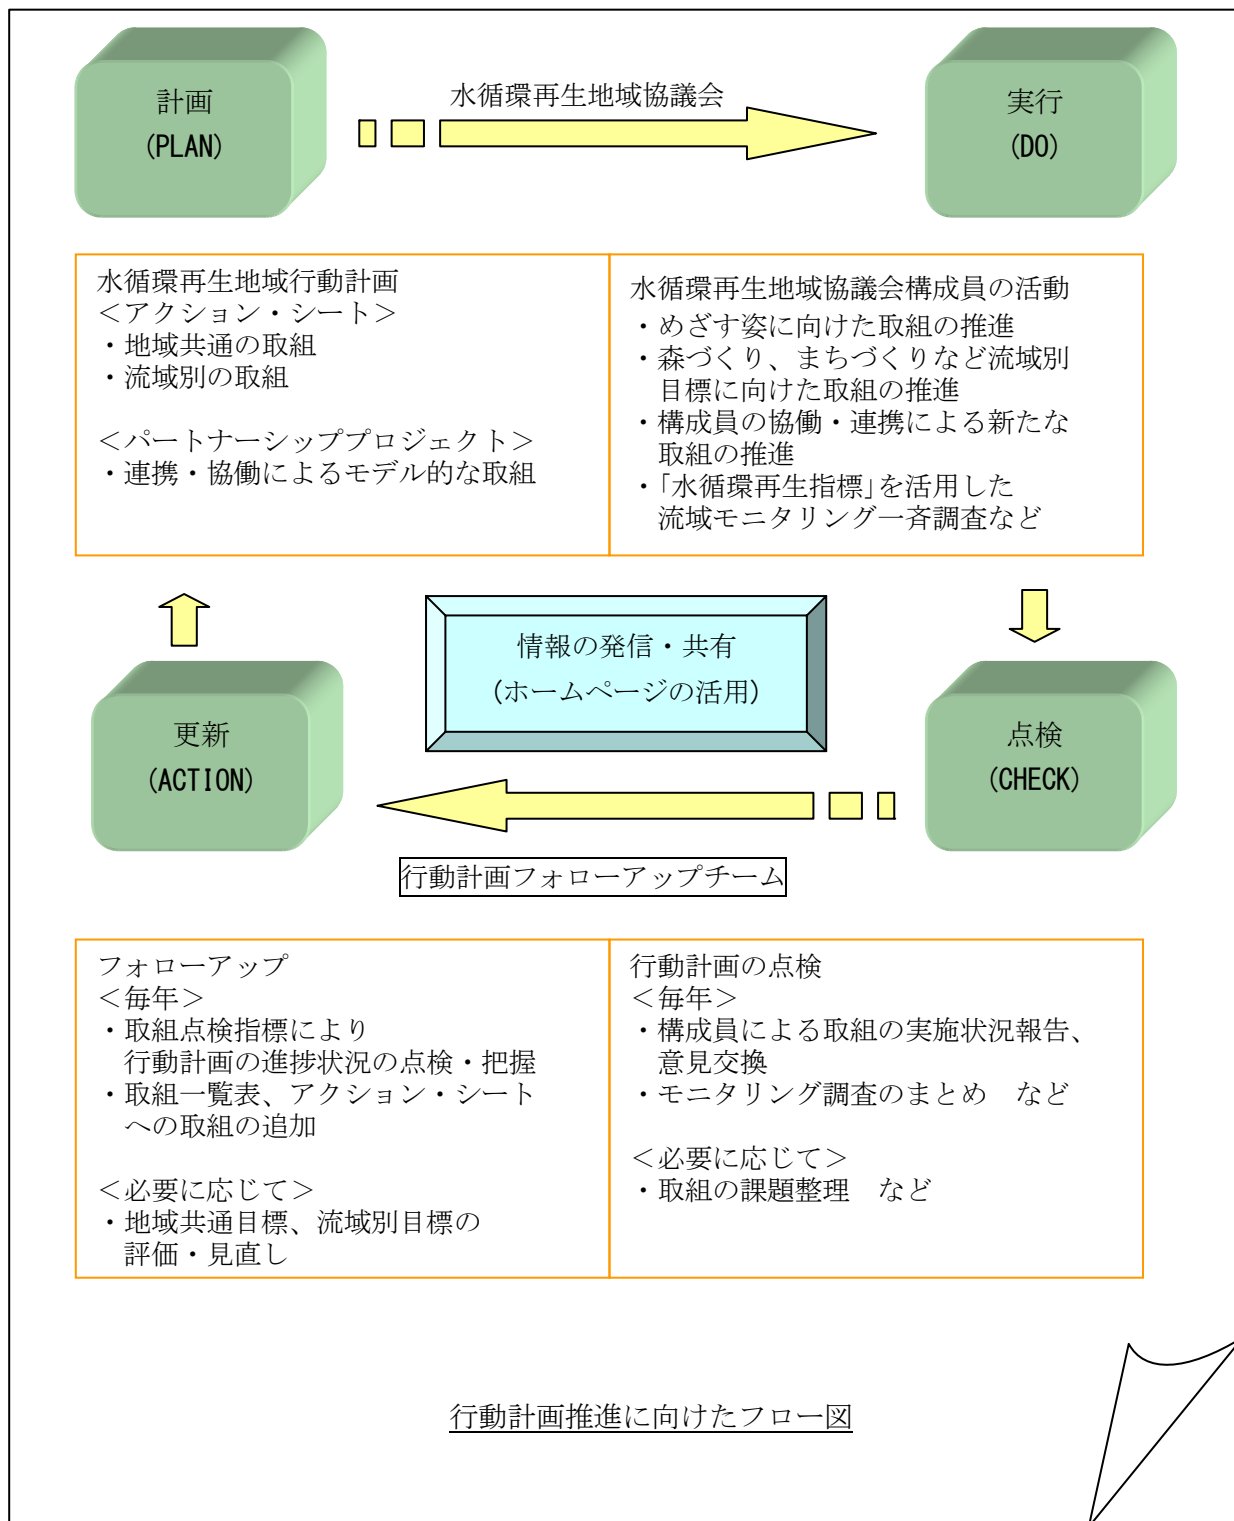 計画
(PLAN)
水循環再生地域協議会
実行
(DO)
水循環再生地域行動計画
＜アクション・シート＞
・地域共通の取組
・流域別の取組
＜パートナーシッププロジェクト＞
・連携・協働によるモデル的な取組
水循環再生地域協議会構成員の活動
・めざす姿に向けた取組の推進
・森づくり、まちづくりなど流域別
目標に向けた取組の推進
・構成員の協働・連携による新たな
取組の推進
・「水循環再生指標」を活用した
流域モニタリング一斉調査など
情報の発信・共有
(ホームページの活用)
更新
(ACTION)
点検
(CHECK)
行動計画フォローアップチーム
フォローアップ
＜毎年＞
・取組点検指標により
行動計画の進捗状況の点検・把握
・取組一覧表、アクション・シート
への取組の追加
＜必要に応じて＞
・地域共通目標、流域別目標の
評価・見直し
行動計画の点検
＜毎年＞
・構成員による取組の実施状況報告、
意見交換
・モニタリング調査のまとめ　など
＜必要に応じて＞
・取組の課題整理　など
行動計画推進に向けたフロー図